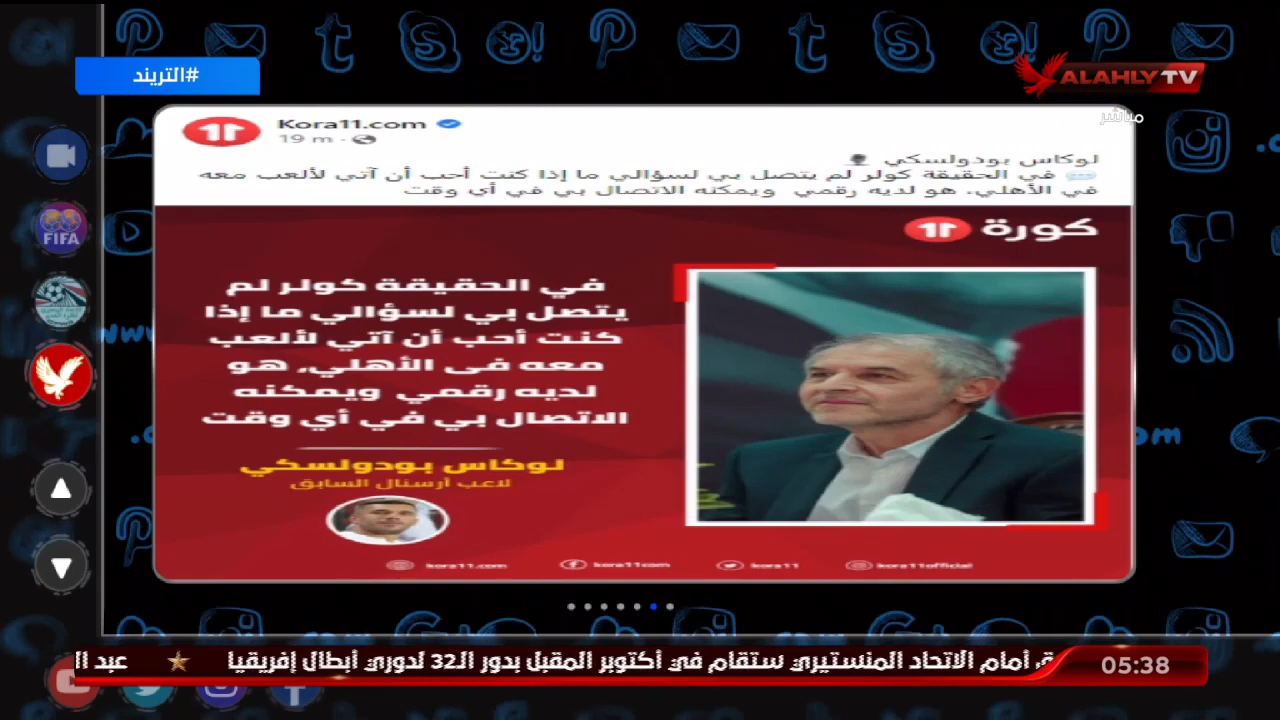 #التريند
ALAHLY TV
مباشر
Kora11.com
19 m
لوكاس بودولسكي
في الحقيقة كولر لم يتصل بي لسؤالي ما إذا كنت أحب أن آتي لألعب معه
في الأهلي، هو لديه رقمي ويمكنه الاتصال بي في أي وقت
FIFA
كورة 11
في الحقيقة كولر لم
يتصل بي لسؤالي ما إذا
كنت أحب أن آتي لألعب
معه فى الأهلي، هو
لديه رقمي ويمكنه
الاتصال بي في أي وقت
لوكاس بودولسكي
لاعب آرسنال السابق
kora11.com kora11com kora11 kora11official
أمام الاتحاد المنستيري ستقام في أكتوبر المقبل بدور الـ32 لدوري أبطال إفريقيا
05:38